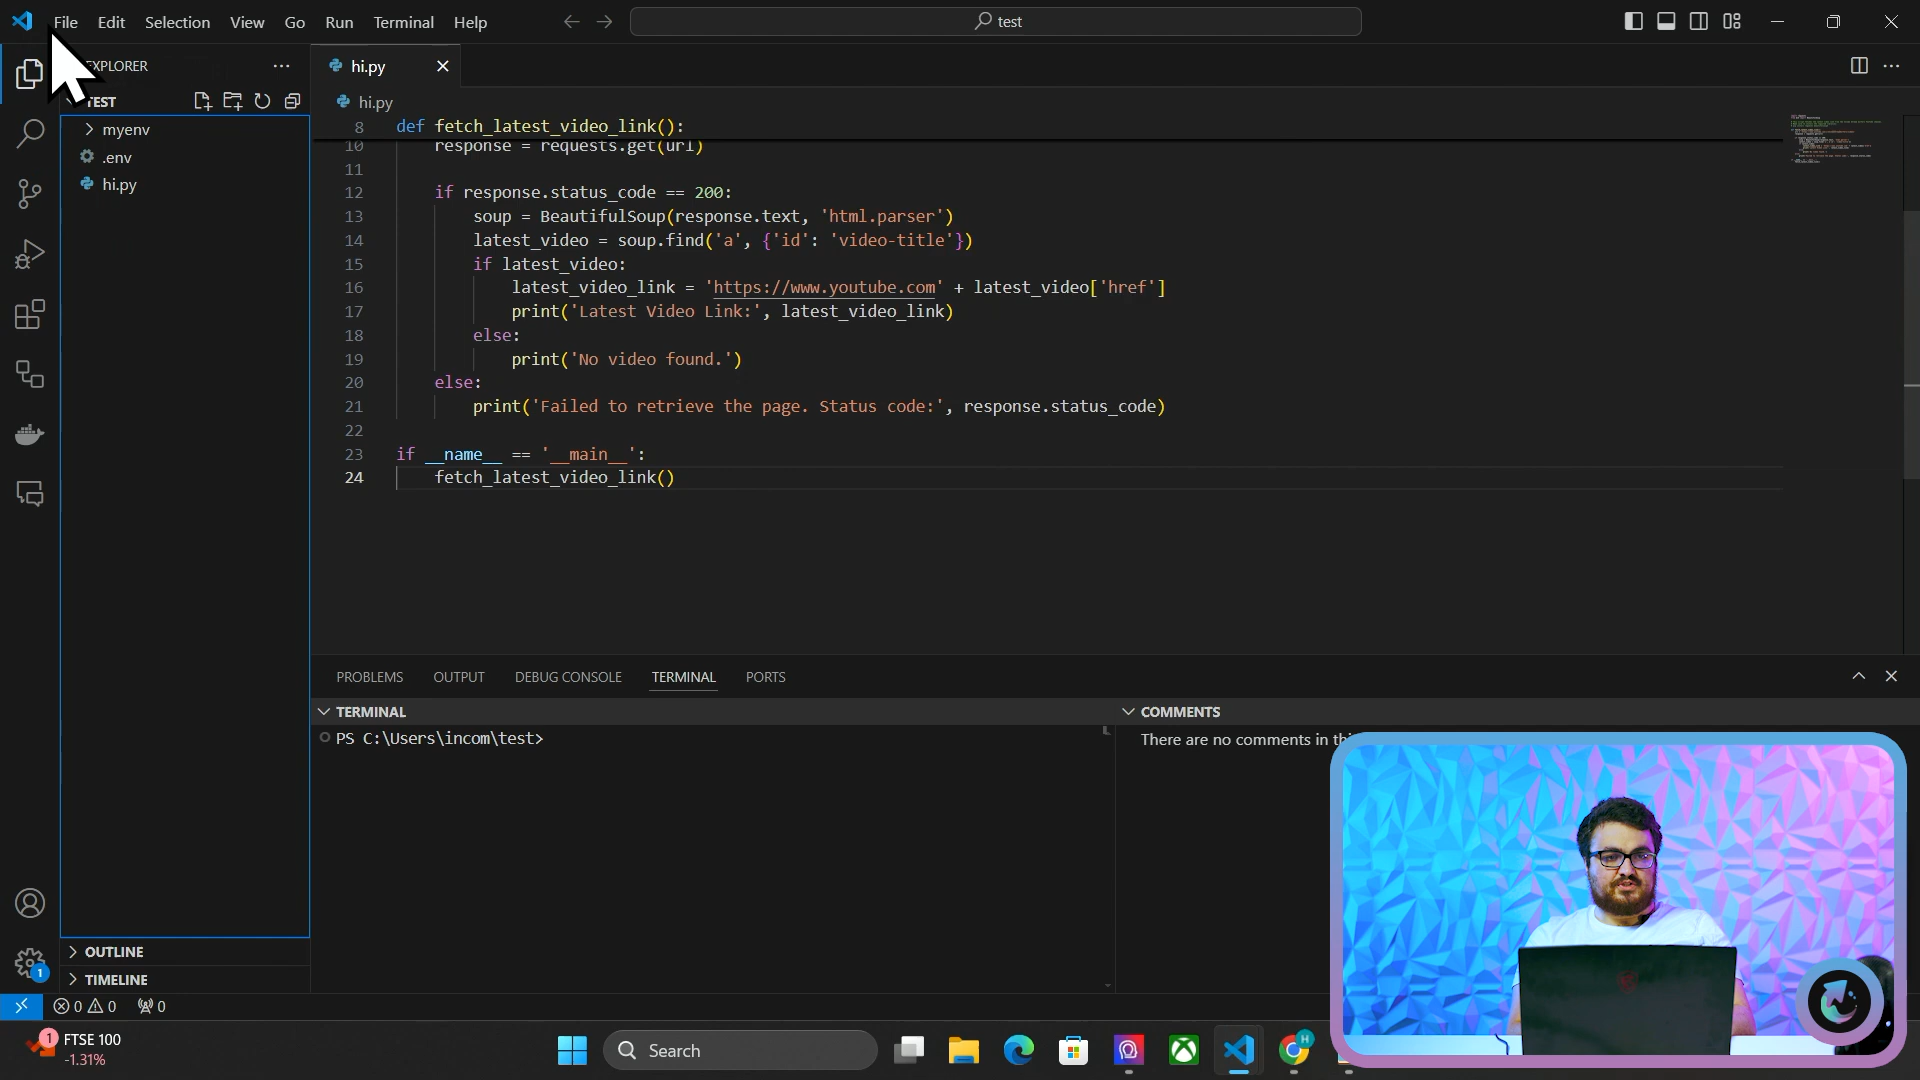 File Edit Selection View Go Run Terminal Help
test
EXPLORER
hi.py
TEST
hi.py
myenv
.env
hi.py
8 def fetch_latest_video_link():
10 response = requests.get(url)
11
12 if response.status_code == 200:
13 soup = BeautifulSoup(response.text, 'html.parser')
14 latest_video = soup.find('a', {'id': 'video-title'})
15 if latest_video:
16 latest_video_link = 'https://www.youtube.com' + latest_video['href']
17 print('Latest Video Link:', latest_video_link)
18 else:
19 print('No video found.')
20 else:
21 print('Failed to retrieve the page. Status code:', response.status_code)
22
23 if __name__ == '__main__':
24 fetch_latest_video_link()
PROBLEMS OUTPUT DEBUG CONSOLE TERMINAL PORTS
TERMINAL
COMMENTS
PS C:\Users\incom\test>
There are no comments in
OUTLINE
1
TIMELINE
0 0 0
1 FTSE 100
-1.31%
Search
H